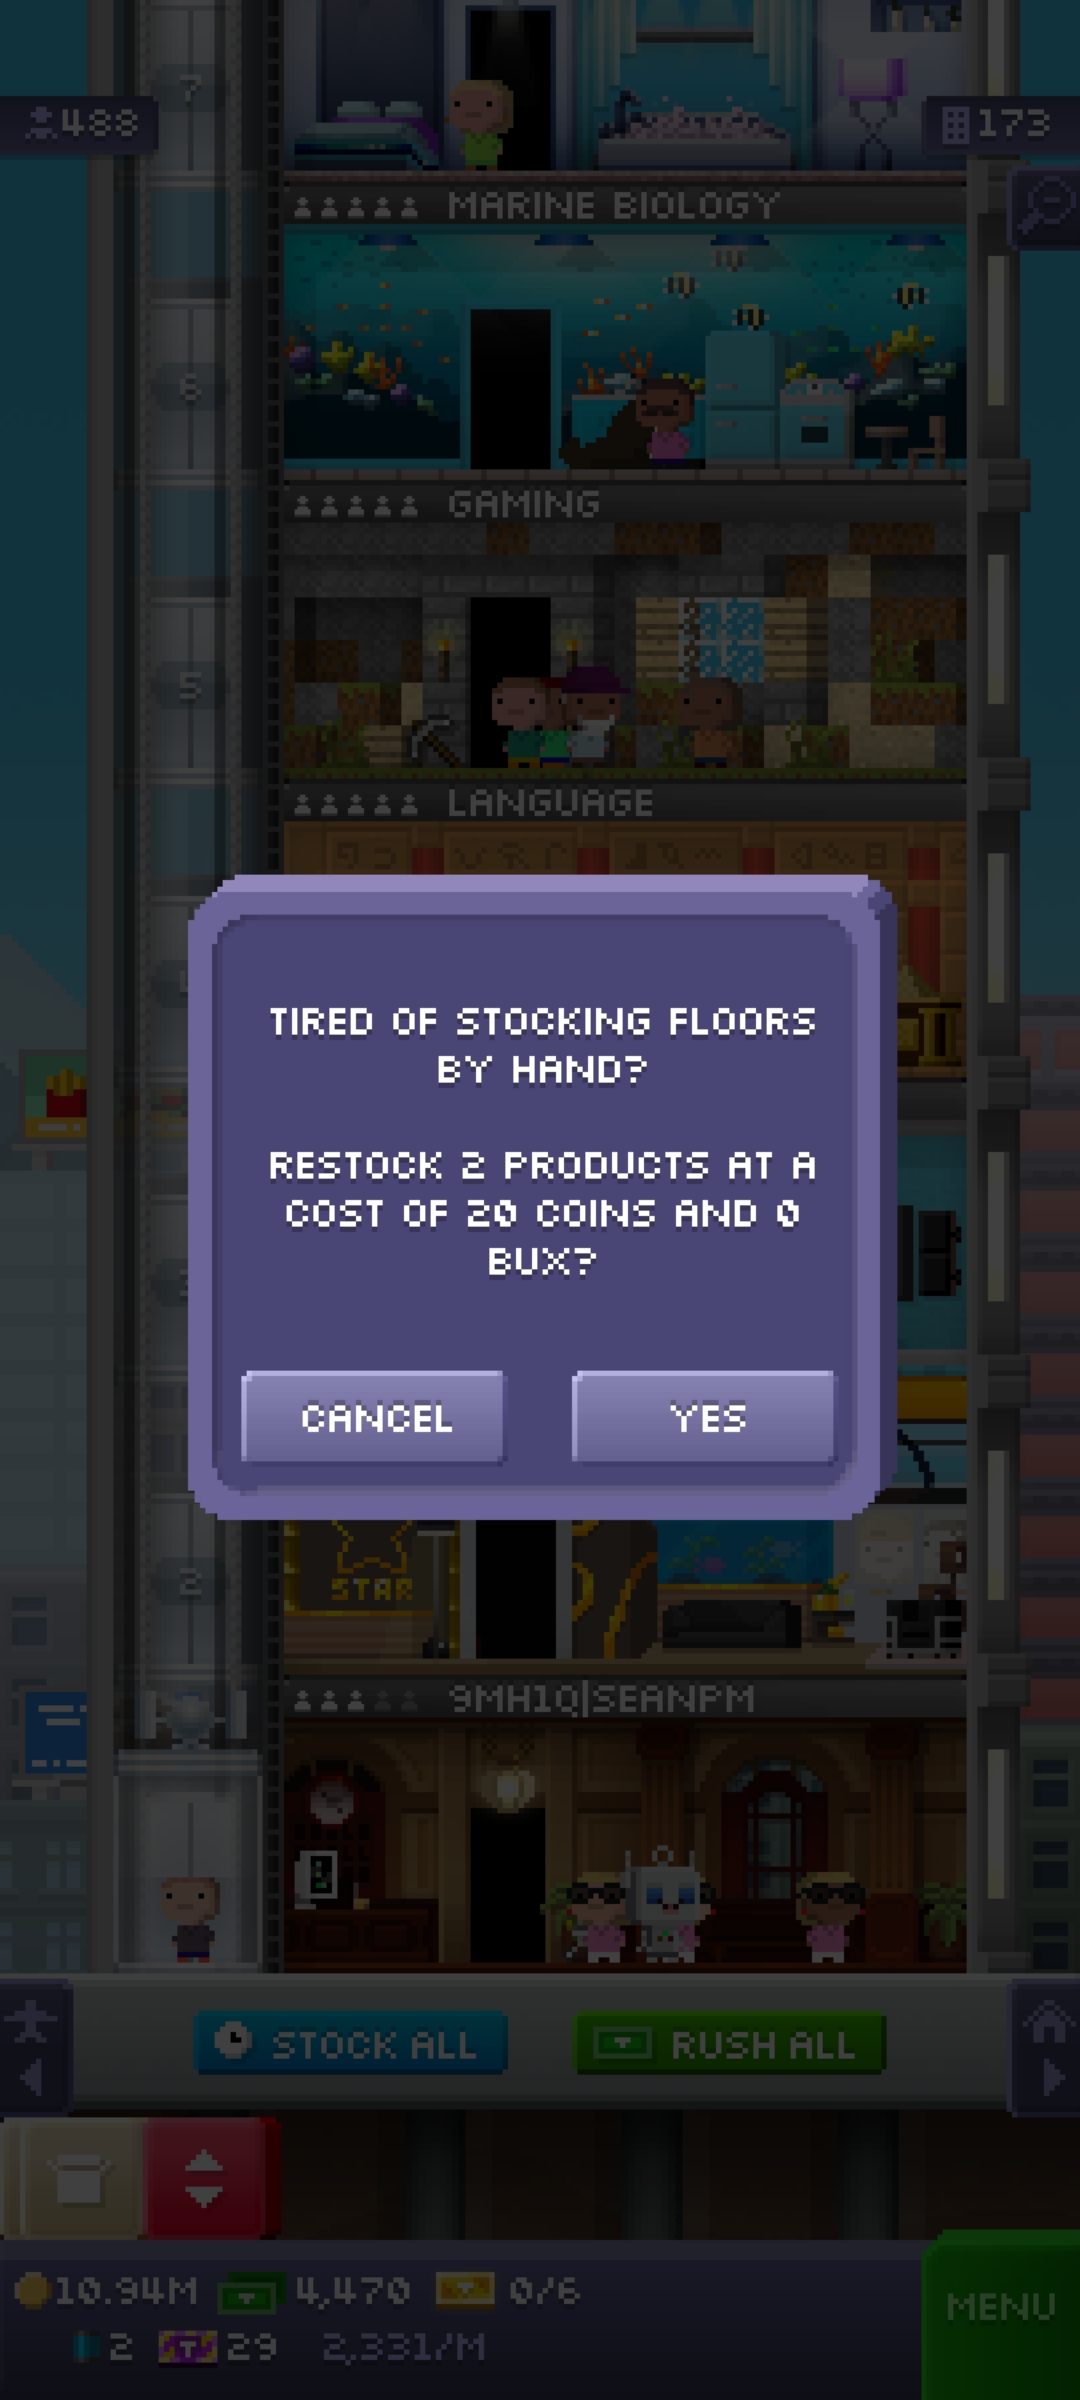 7
488
173
MARINE BIOLOGY
6
GAMING
5
LANGUAGE
TIRED OF STOCKING FLOORS
BY HAND?
RESTOCK 2 PRODUCTS AT A
COST OF 20 COINS AND 0
BUX?
CANCEL
YES
2
STAR
9MH1Q|SEANPM
STOCK ALL
RUSH ALL
10.94M
4,470
0/6
MENU
2
29
2,331/M